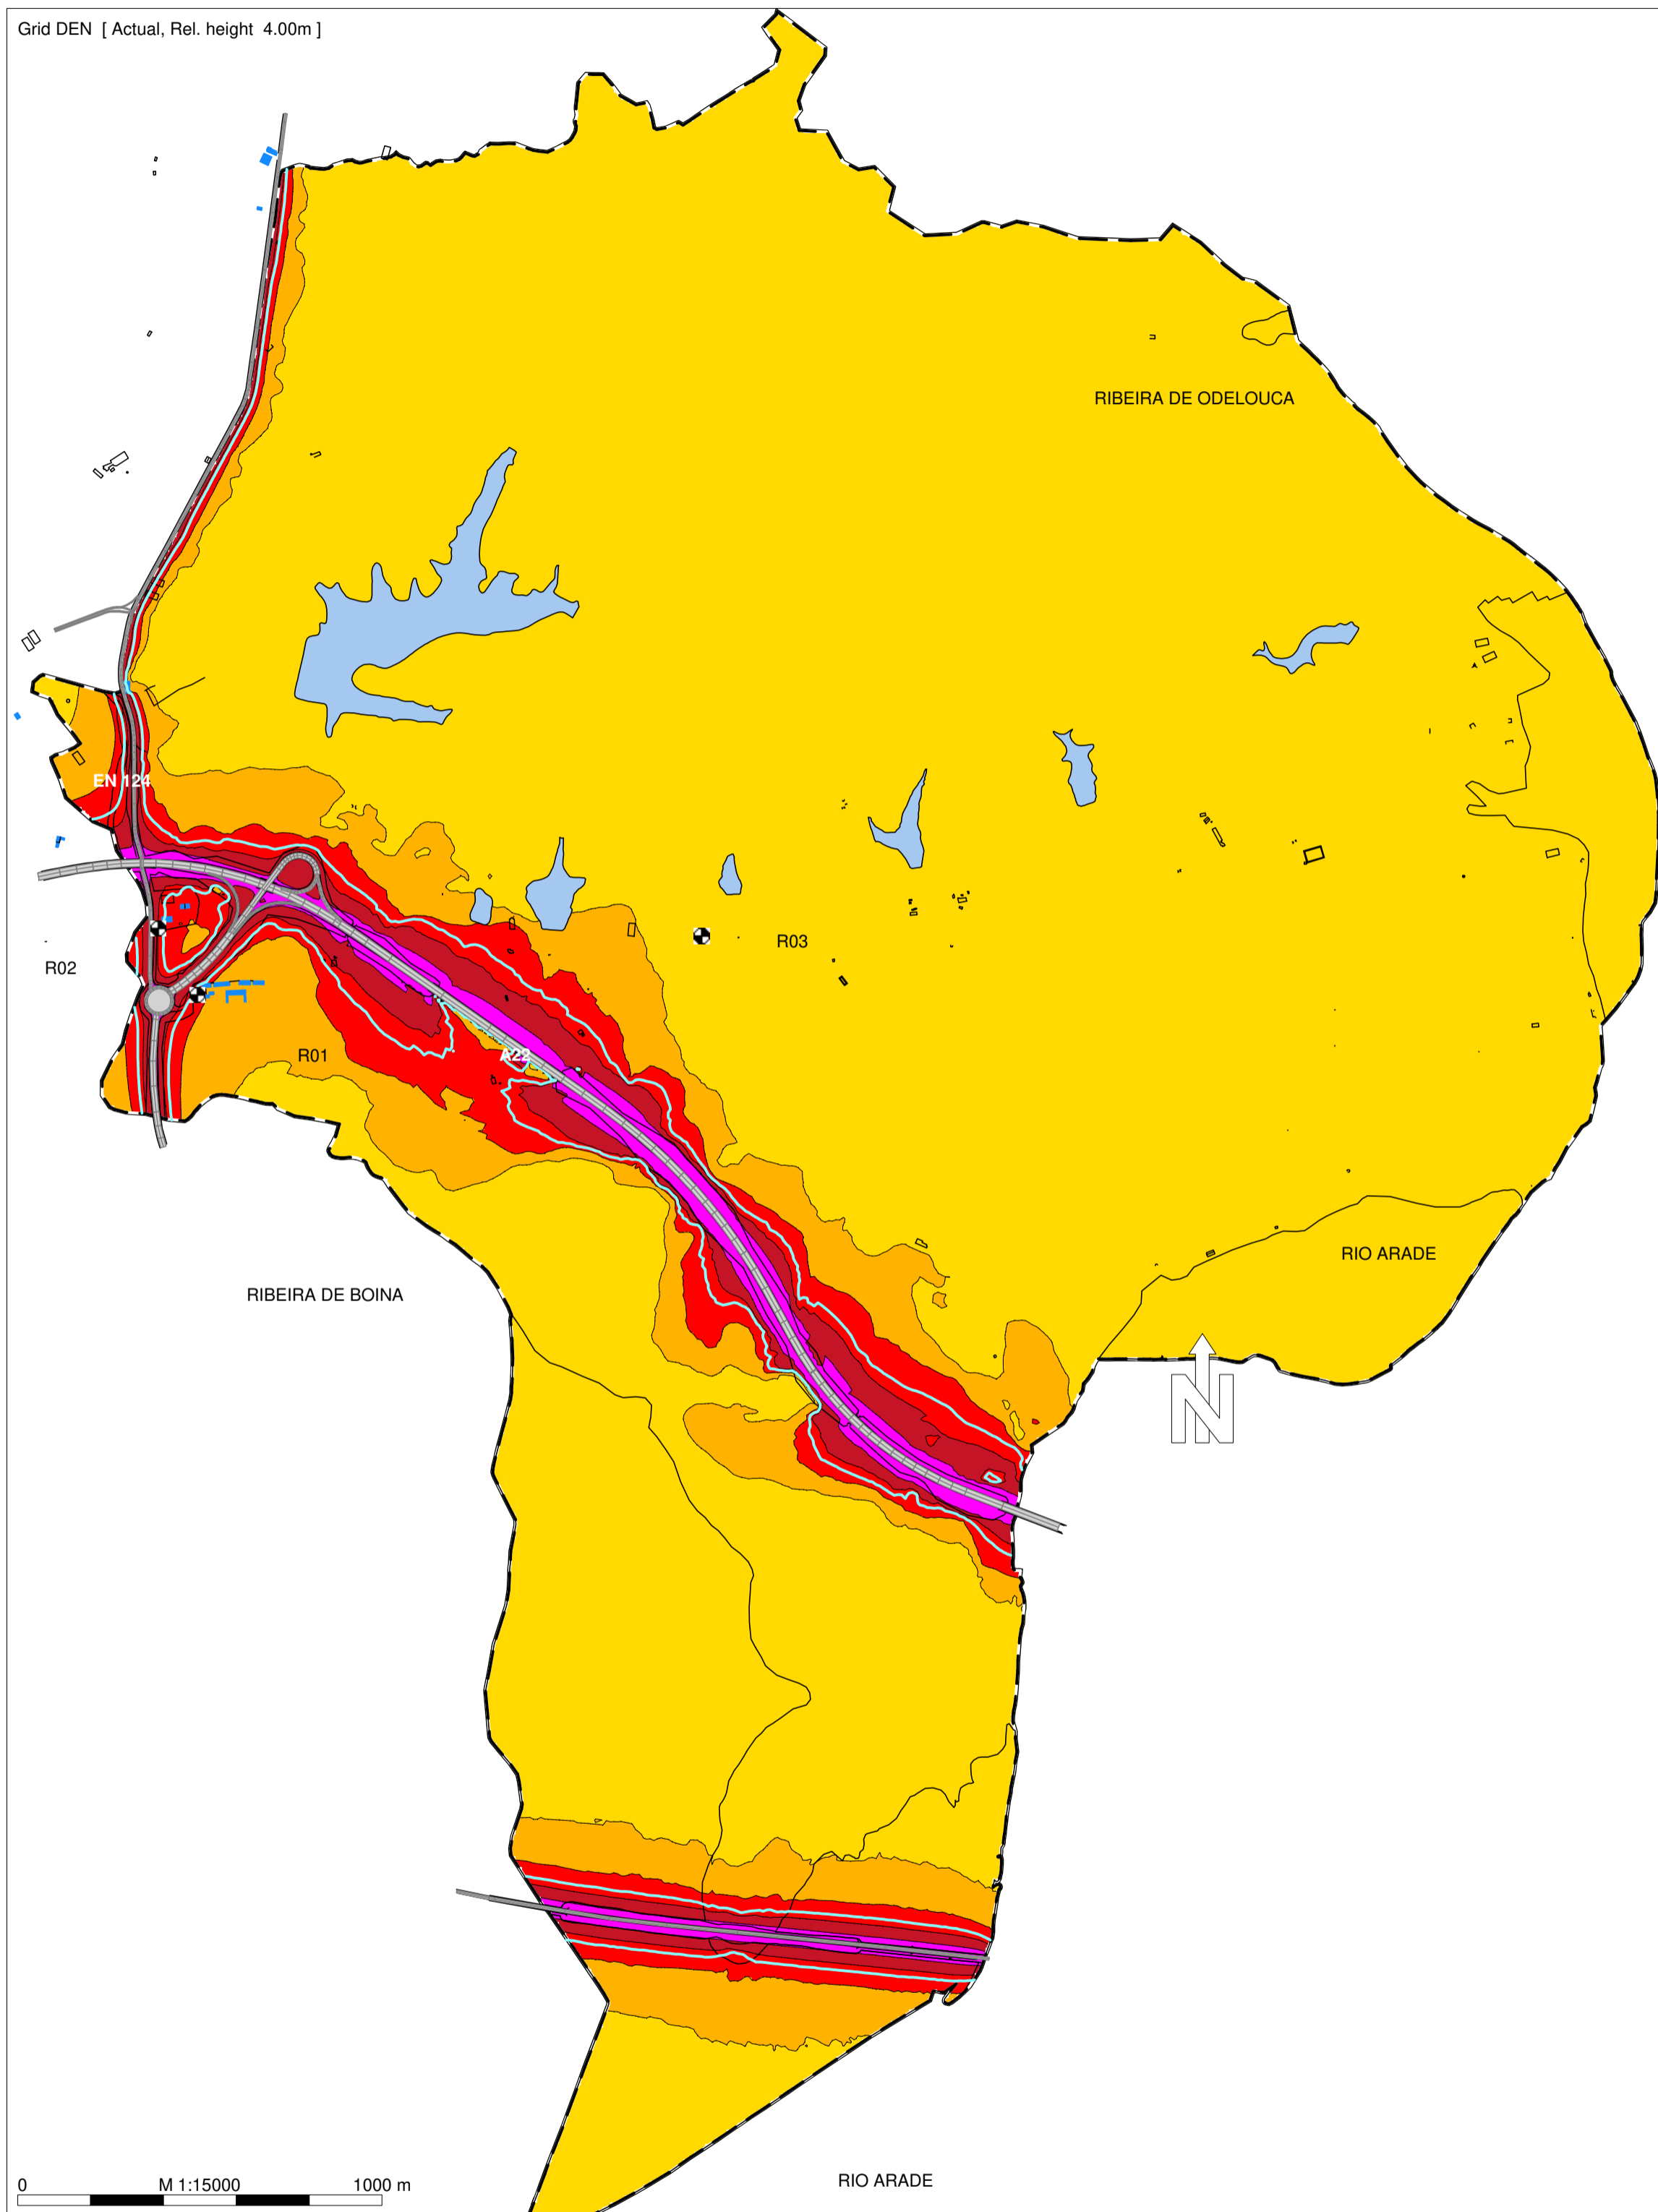 Grid DEN [ Actual, Rel. height 4.00m ]
RIBEIRA DE ODELOUCA
EN 124
R03
R02
R01
A22
RIO ARADE
RIBEIRA DE BOINA
N
RIO ARADE
0 M 1:15000 1000 m